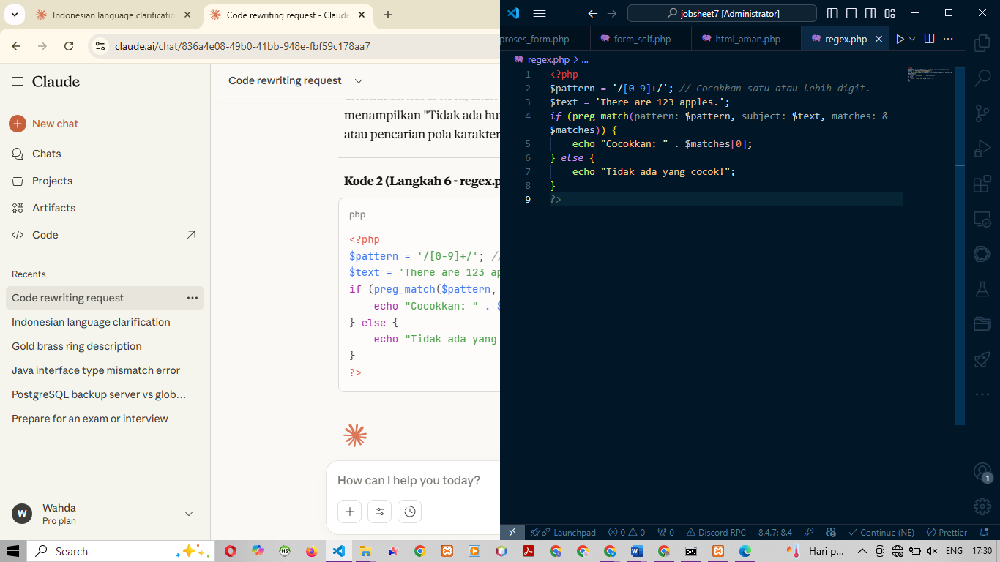 Indonesian language clarificatio
Code rewriting request - Claude
claude.ai/chat/836a4e08-49b0-41bb-948e-fbf59c178aa7
Claude
New chat
Chats
Projects
Artifacts
Code
Recents
Code rewriting request
Indonesian language clarification
Gold brass ring description
Java interface type mismatch error
PostgreSQL backup server vs glob…
Prepare for an exam or interview
W
Wahda
Pro plan
Code rewriting request
menampilkan "Tidak ada hu
atau pencarian pola karakter
Kode 2 (Langkah 6 - regex.p
php
<?php
$pattern = '/[0-9]+/'; //
$text = 'There are 123 ap
if (preg_match($pattern,
echo "Cocokkan: " . $
} else {
echo "Tidak ada yang
}
?>
How can I help you today?
jobsheet7 [Administrator]
proses_form.php
form_self.php
html_aman.php
regex.php
regex.php > ...
1 <?php
2 $pattern = '/[0-9]+/'; // Cocokkan satu atau lebih digit.
3 $text = 'There are 123 apples.';
4 if (preg_match(pattern: $pattern, subject: $text, matches: &
$matches)) {
5 echo "Cocokkan: " . $matches[0];
6 } else {
7 echo "Tidak ada yang cocok!";
8 }
9 ?>
1
Launchpad
0 0
0
Discord RPC
8.4.7: 8.4
Continue (NE)
Prettier
Search
Hari p...
ENG
17:30